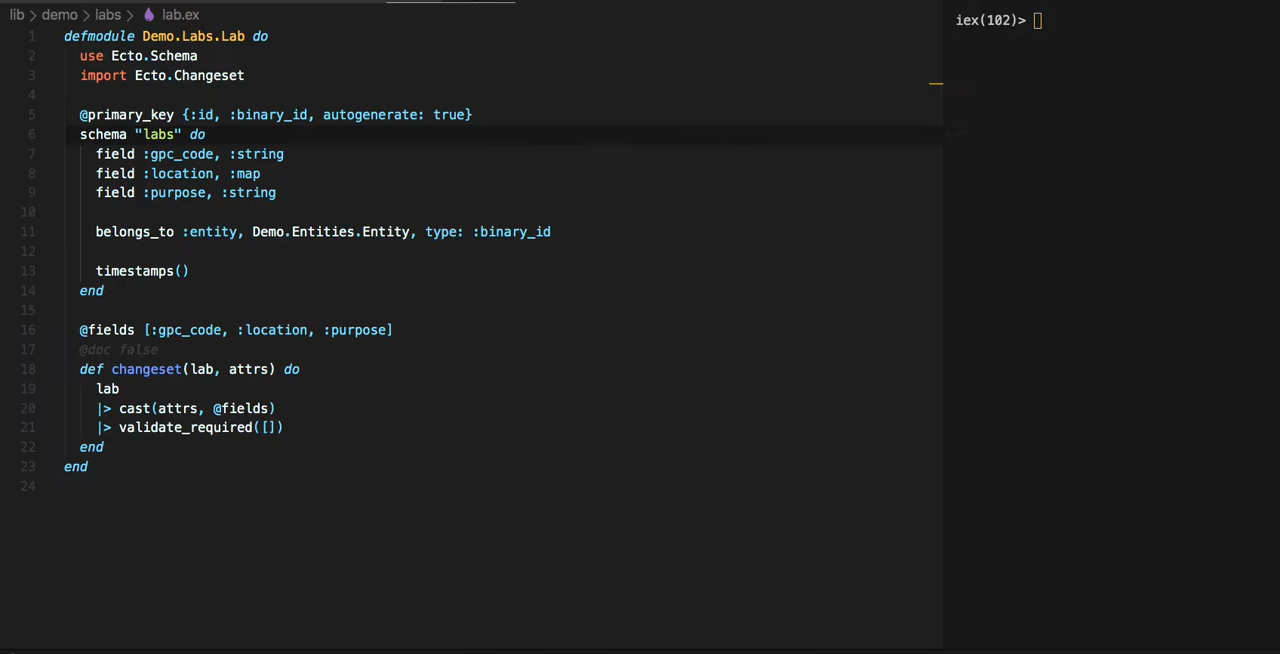 lib > demo > labs > lab.ex
1 defmodule Demo.Labs.Lab do
2 use Ecto.Schema
3 import Ecto.Changeset
4
5 @primary_key {:id, :binary_id, autogenerate: true}
6 schema "labs" do
7 field :gpc_code, :string
8 field :location, :map
9 field :purpose, :string
10
11 belongs_to :entity, Demo.Entities.Entity, type: :binary_id
12
13 timestamps()
14 end
15
16 @fields [:gpc_code, :location, :purpose]
17 @doc false
18 def changeset(lab, attrs) do
19 lab
20 |> cast(attrs, @fields)
21 |> validate_required([])
22 end
23 end
24
iex(102)>